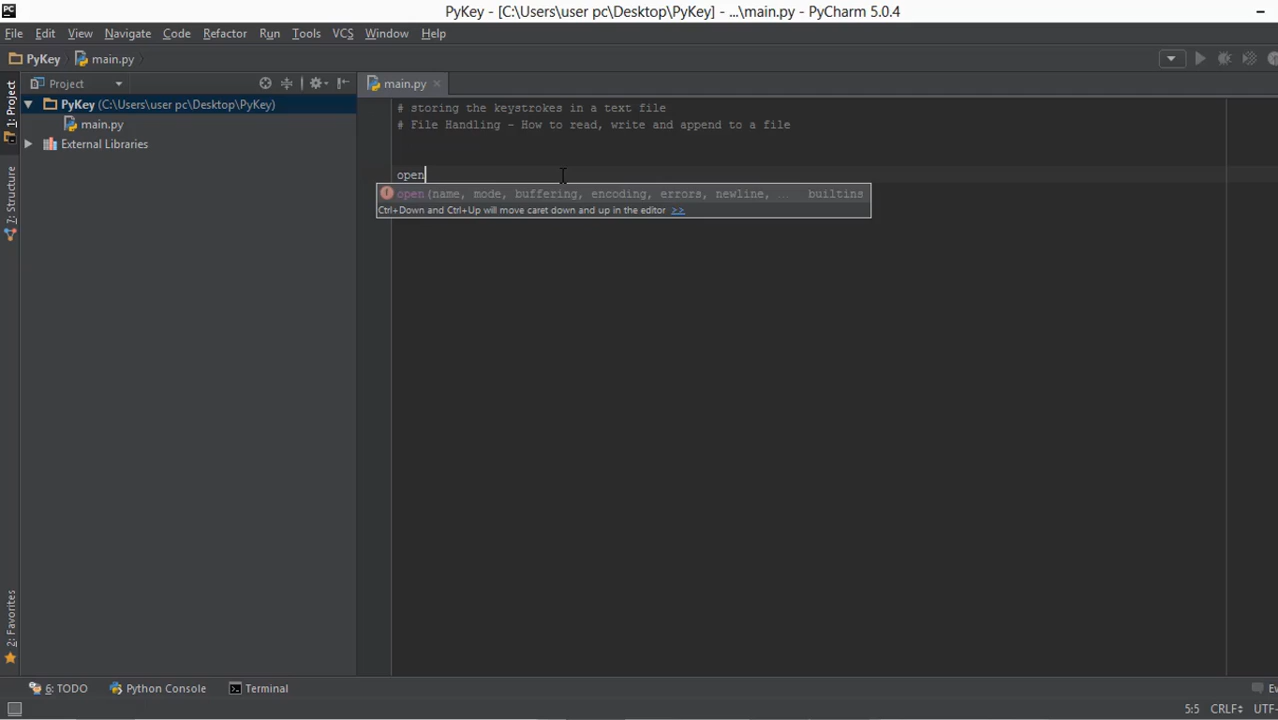 PC
PyKey - [C:\Users\user pc\Desktop\PyKey] - ...\main.py - PyCharm 5.0.4
File Edit View Navigate Code Refactor Run Tools VCS Window Help
PyKey main.py
Project
main.py
1: Project
PyKey (C:\Users\user pc\Desktop\PyKey)
main.py
External Libraries
7: Structure
2: Favorites
# storing the keystrokes in a text file
# File Handling - How to read, write and append to a file
open
open(name, mode, buffering, encoding, errors, newline, ... builtins
Ctrl+Down and Ctrl+Up will move caret down and up in the editor >>
6: TODO Python Console Terminal
5:5 CRLF UTF-